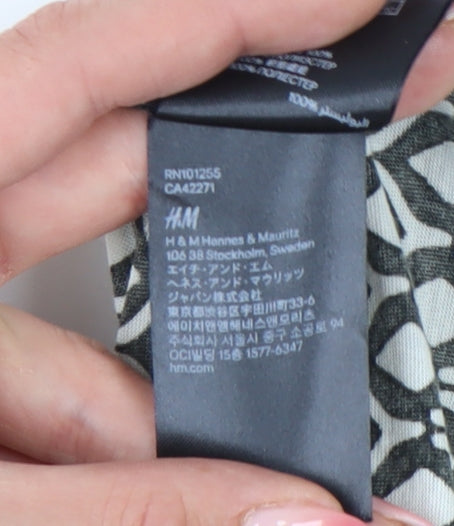 100%ПОЛИЭСТЕР
RN101255
CA42271
H&M
H & M Hennes & Mauritz
106 38 Stockholm, Sweden
エイチ・アンド・エム
ヘネス・アンド・マウリッツ
ジャパン株式会社
東京都渋谷区宇田川町33-6
에이치앤엠헤네스앤모리츠
주식회사 서울시 중구 소공로 94
OCI빌딩 15층 1577-6347
hm.com